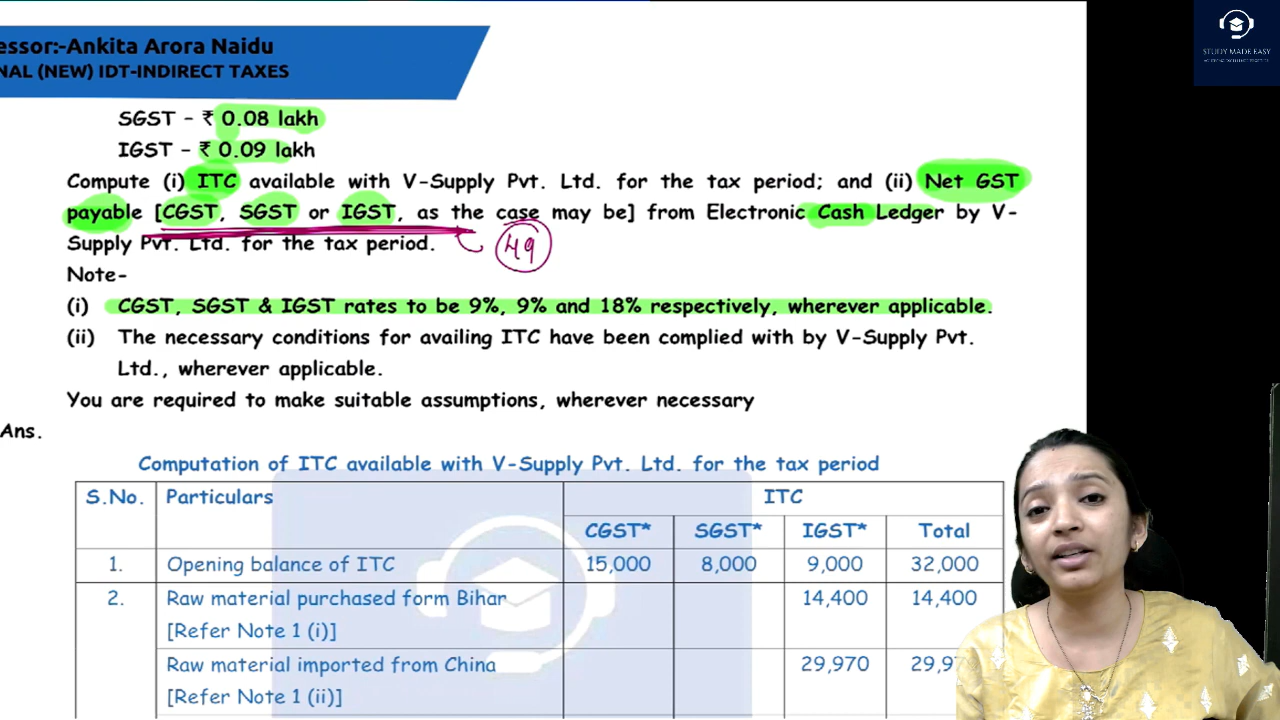 essor:-Ankita Arora Naidu
NAL (NEW) IDT-INDIRECT TAXES
STUDY MADE EASY
SGST - ₹ 0.08 lakh
IGST - ₹ 0.09 lakh
Compute (i) ITC available with V-Supply Pvt. Ltd. for the tax period; and (ii) Net GST
payable [CGST, SGST or IGST, as the case may be] from Electronic Cash Ledger by V-
Supply Pvt. Ltd. for the tax period.
49
Note-
(i) CGST, SGST & IGST rates to be 9%, 9% and 18% respectively, wherever applicable.
(ii) The necessary conditions for availing ITC have been complied with by V-Supply Pvt.
Ltd., wherever applicable.
You are required to make suitable assumptions, wherever necessary
Ans.
Computation of ITC available with V-Supply Pvt. Ltd. for the tax period
S.No. Particulars ITC
CGST* SGST* IGST* Total
1. Opening balance of ITC 15,000 8,000 9,000 32,000
2. Raw material purchased form Bihar 14,400 14,400
[Refer Note 1 (i)]
Raw material imported from China 29,970 29,9
[Refer Note 1 (ii)]